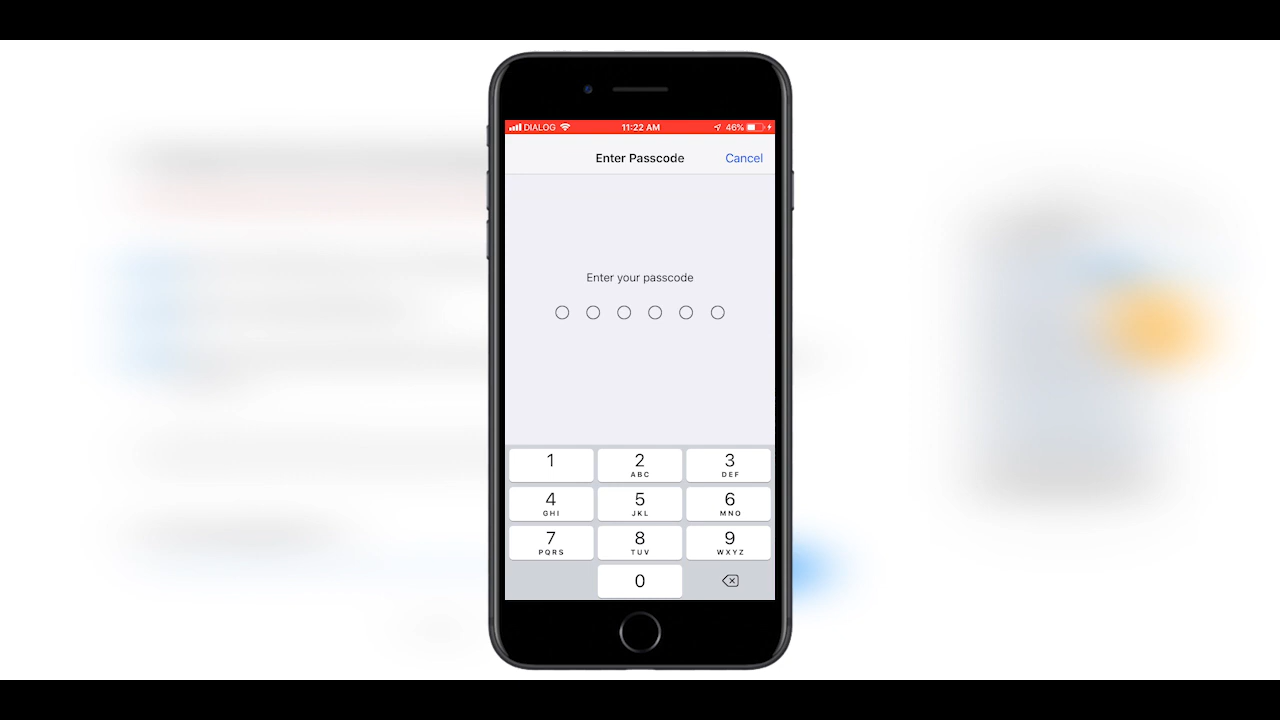 DIALOG 11:22 AM 46%
Enter Passcode Cancel
Enter your passcode
1 2 3
ABC DEF
4 5 6
GHI JKL MNO
7 8 9
PQRS TUV WXYZ
0